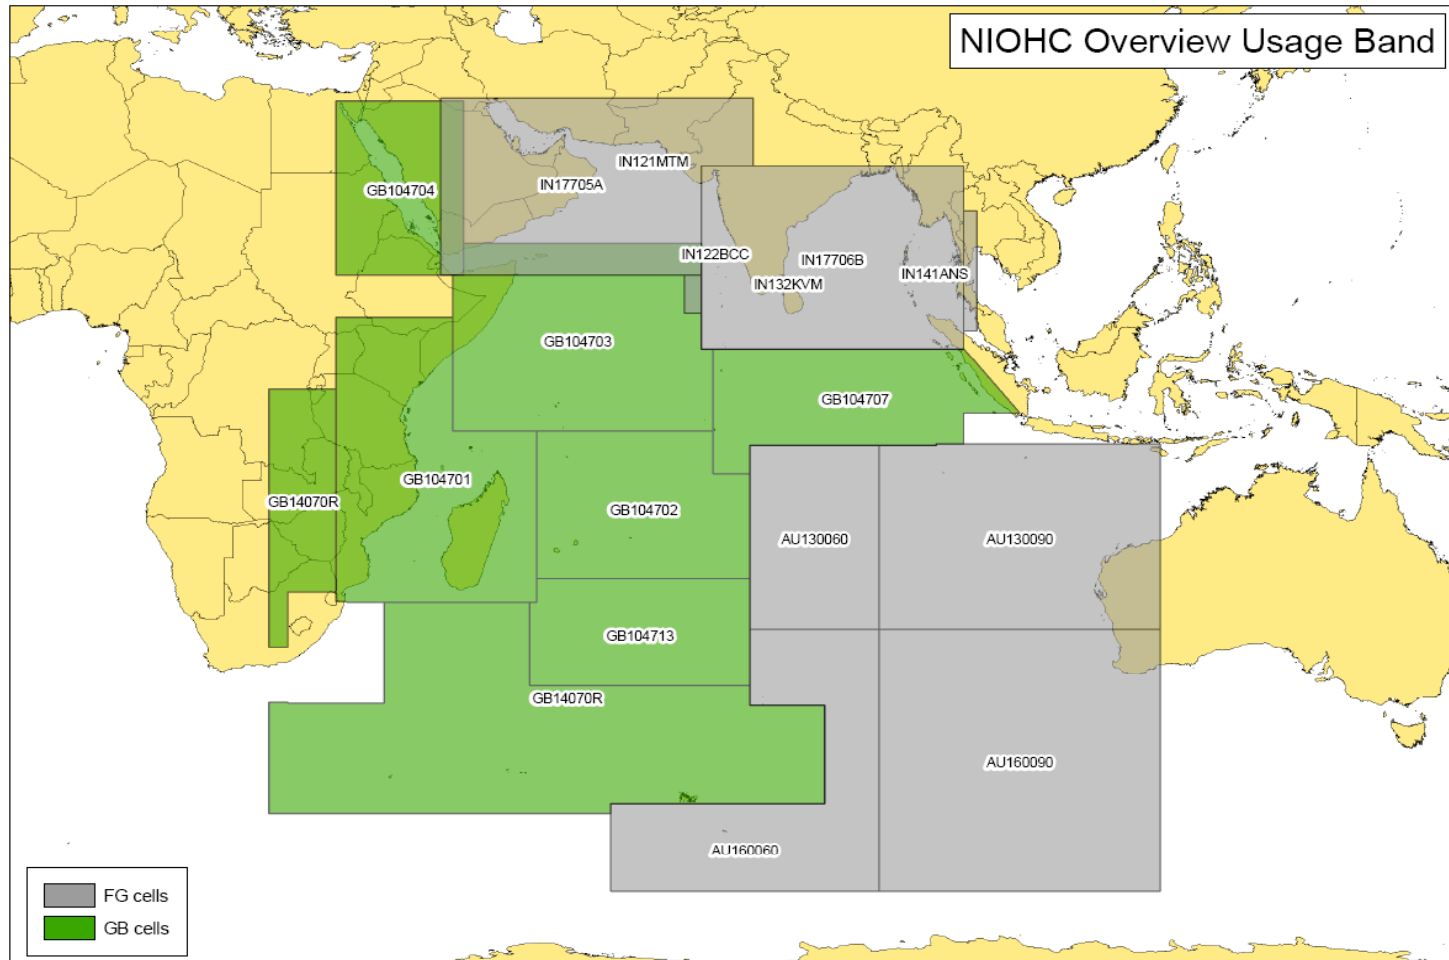 NIOHC Overview Usage Band
IN121MTM
IN17705A
GB104704
IN122BCC
IN17706B
IN141ANS
IN132KVM
GB104703
GB104707
GB104701
GB14070R
GB104702
AU130060
AU130090
GB104713
GB14070R
AU160090
AU160060
FG cells
GB cells